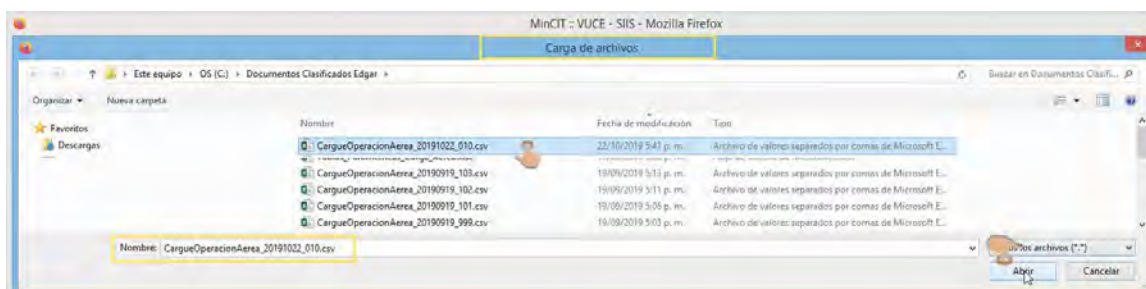 MinCIT :: VUCE - SIIS - Mozilla Firefox
Carga de archivos
Este equipo OS (C:) Documentos Clasificados Edgar
Buscar en Documentos Clasifi...
Organizar Nueva carpeta
Nombre Fecha de modificación Tipo
Favoritos
Descargas
CargueOperacionAerea_20191022_010.csv 22/10/2019 5:41 p. m. Archivo de valores separados por comas de Microsoft E...
CargueOperacionAerea_20190919_103.csv 19/09/2019 5:13 p. m. Archivo de valores separados por comas de Microsoft E...
CargueOperacionAerea_20190919_102.csv 19/09/2019 5:11 p. m. Archivo de valores separados por comas de Microsoft E...
CargueOperacionAerea_20190919_101.csv 19/09/2019 5:06 p. m. Archivo de valores separados por comas de Microsoft E...
CargueOperacionAerea_20190919_999.csv 19/09/2019 5:03 p. m. Archivo de valores separados por comas de Microsoft E...
Nombre: CargueOperacionAerea_20191022_010.csv
archivos (*.*)
Abrir Cancelar